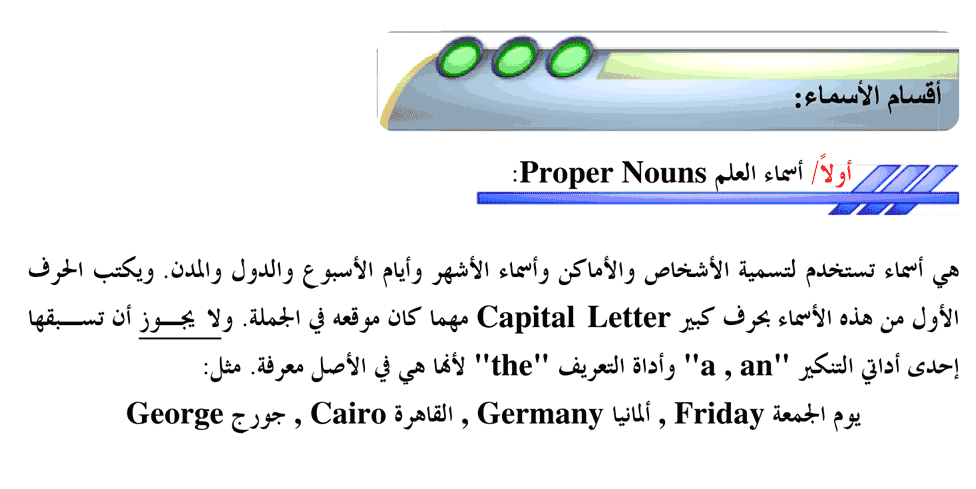 أقسام الأسماء:
أولاً/ أسماء العلم Proper Nouns:
هي أسماء تستخدم لتسمية الأشخاص والأماكن وأسماء الأشهر وأيام الأسبوع والدول والمدن. ويكتب الحرف
الأول من هذه الأسماء بحرف كبير Capital Letter مهما كان موقعه في الجملة. ولا يجـــوز أن تســـبقها
إحدى أداتي التنكير "a , an" وأداة التعريف "the" لأنها هي في الأصل معرفة. مثل:
يوم الجمعة Friday , ألمانيا Germany , القاهرة Cairo , جورج George